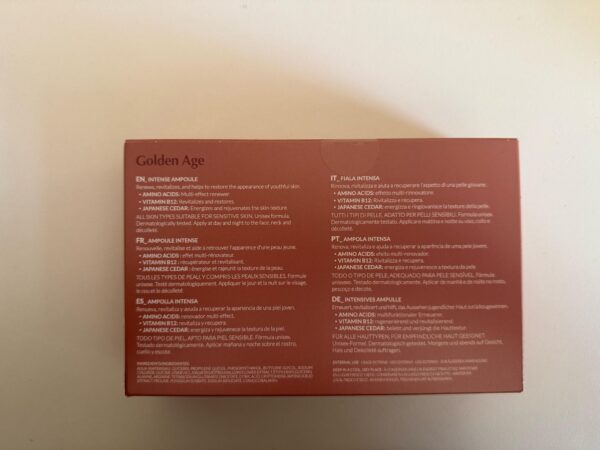 Golden Age
EN_ INTENSE AMPOULE
Renews, revitalizes, and helps to restore the appearance of youthful skin.
• AMINO ACIDS: Multi-effect renewer.
• VITAMIN B12: Revitalizes and restores.
• JAPANESE CEDAR: Energizes and rejuvenates the skin texture.
ALL SKIN TYPES SUITABLE FOR SENSITIVE SKIN. Unisex formula.
Dermatologically tested. Apply at day and night to the face, neck and
décolleté.
FR_ AMPOULE INTENSE
Renouvelle, revitalise et aide à retrouver l'apparence d'une peau jeune.
• AMINO ACIDS : effet multi-rénovateur.
• VITAMIN B12 : récupérateur et revitalisant.
• JAPANESE CEDAR : énergise et rajeunit la texture de la peau.
TOUS LES TYPES DE PEAU Y COMPRIS LES PEAUX SENSIBLES. Formule
unisexe. Testé dermatologiquement. Appliquer le jour et la nuit sur le visage,
le cou et le décolleté
ES_ AMPOLLA INTENSA
Renueva, revitaliza y ayuda a recuperar la apariencia de una piel joven.
• AMINO ACIDS: renovador multi-efecto.
• VITAMIN B12: revitaliza y recupera.
• JAPANESE CEDAR: energiza y rejuvenece la textura de la piel.
TODO TIPO DE PIEL, APTO PARA PIEL SENSIBLE. Fórmula unisex.
Testado dermatológicamente. Aplicar mañana y noche sobre el rostro,
cuello y escote.
IT_ FIALA INTENSA
Rinnova, rivitalizza e aiuta a recuperare l'aspetto di una pelle giovane.
• AMINO ACIDS: effetto multi-rinnovatore.
• VITAMIN B12: Rivitalizza e recupera.
• JAPANESE CEDAR: energizza e ringiovanisce la texture della pelle.
TUTTI I TIPI DI PELLE, ADATTO PER PELLI SENSIBILI. Formula unisex.
Dermatologicamente testato. Applicare mattina e notte su viso, collo e
décolleté.
PT_ AMPOLA INTENSA
Renova, revitaliza e ajuda a recuperar a aparência de uma pele jovem.
• AMINO ACIDS: efeito multi-renovador.
• VITAMIN B12: Revitaliza e recupera.
• JAPANESE CEDAR: energiza e rejuvenesce a textura da pele
TODO O TIPO DE PELE, ADEQUADO PARA PELE SENSÍVEL. Fórmula
unisex. Testado dermatologicamente. Aplicar de manhã e de noite no rosto,
pescoço e decote.
DE_ INTENSIVES AMPULLE
Erneuert, revitalisiert und hilft, das Aussehen jugendlicher Haut zurückzugewinnen.
• AMINO ACIDS: multifunktionaler Erneuerer.
• VITAMIN B12: regenerierend und revitalisierend.
• JAPANESE CEDAR: belebt und verjüngt die Hautextur.
FÜR ALLE HAUTTYPEN, FÜR EMPFINDLICHE HAUT GEEIGNET.
Unisex-Formel. Dermatologisch getestet. Morgens und abends auf Gesicht,
Hals und Dekolleté auftragen.